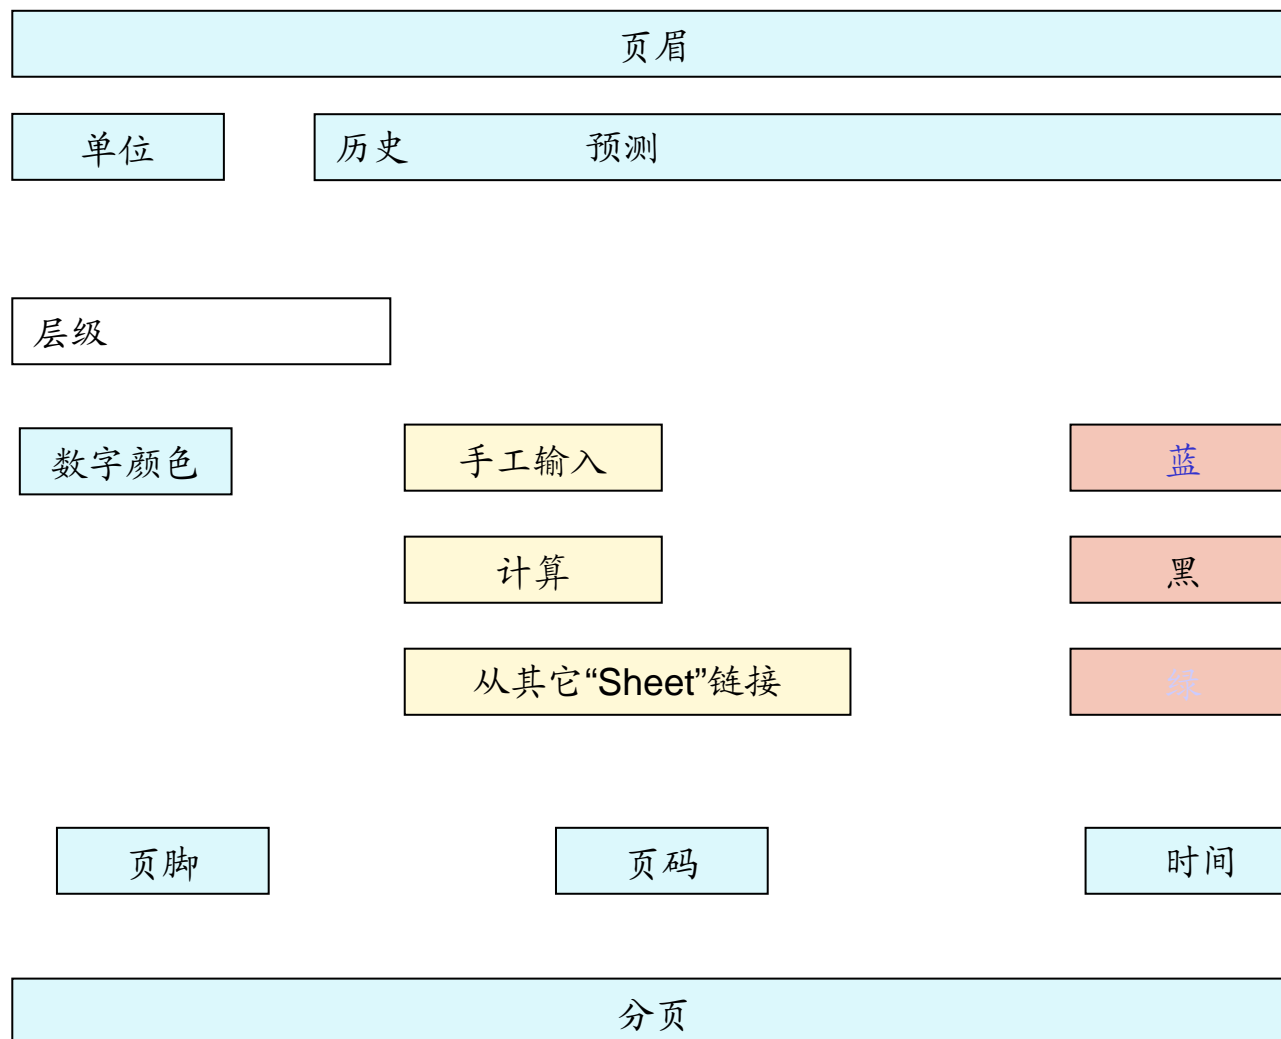 页眉
单位
历史 预测
层级
数字颜色
手工输入
蓝
计算
黑
从其它“Sheet”链接
绿
页脚
页码
时间
分页